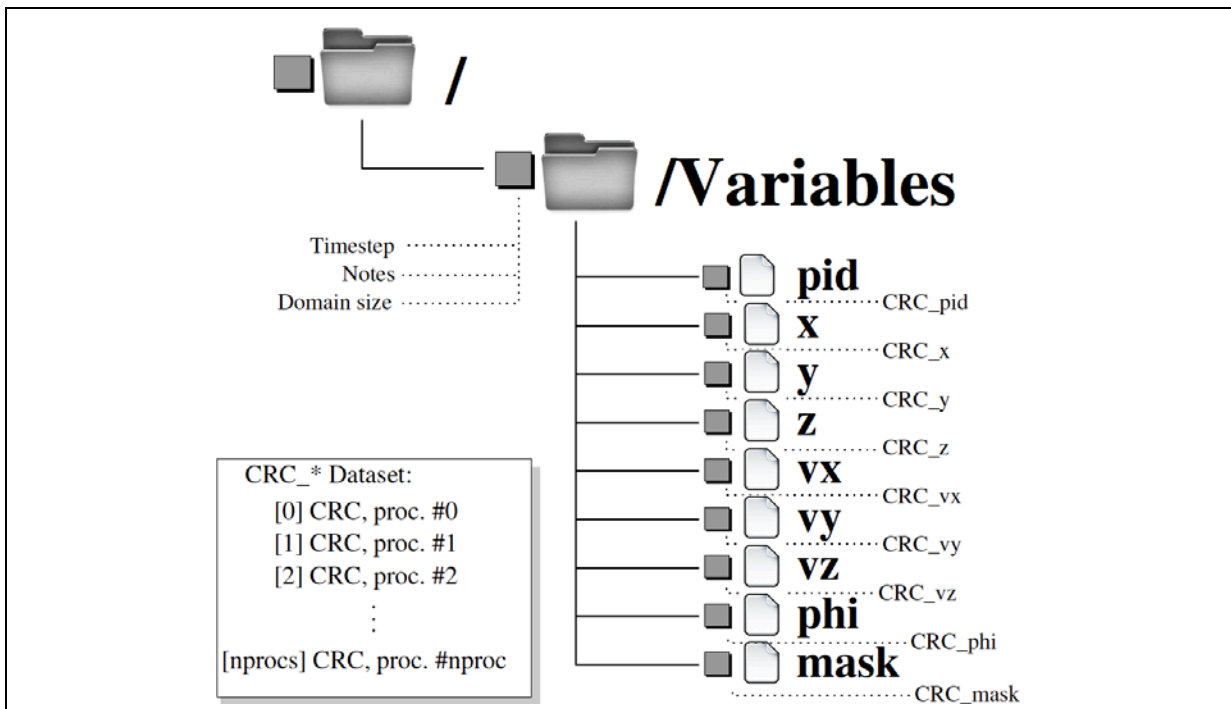 /
/Variables
Timestep
Notes
Domain size
pid
CRC_pid
x
CRC_x
y
CRC_y
z
CRC_z
vx
CRC_vx
vy
CRC_vy
vz
CRC_vz
phi
CRC_phi
mask
CRC_mask
CRC_* Dataset:
[0] CRC, proc. #0
[1] CRC, proc. #1
[2] CRC, proc. #2
⋮
[nprocs] CRC, proc. #nproc